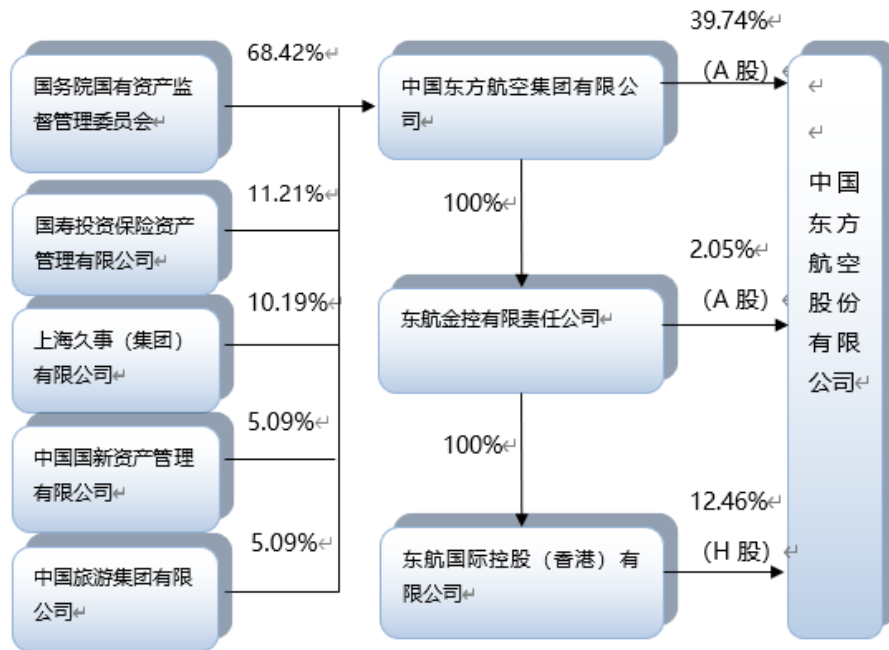 68.42%
国务院国有资产监
督管理委员会
11.21%
国寿投资保险资产
管理有限公司
10.19%
上海久事（集团）
有限公司
5.09%
中国国新资产管理
有限公司
5.09%
中国旅游集团有限
公司
中国东方航空集团有限公
司
100%
东航金控有限责任公司
100%
东航国际控股（香港）有
限公司
39.74%
(A 股)
2.05%
(A 股)
12.46%
(H 股)
中国
东方
航空
股份
有限
公司